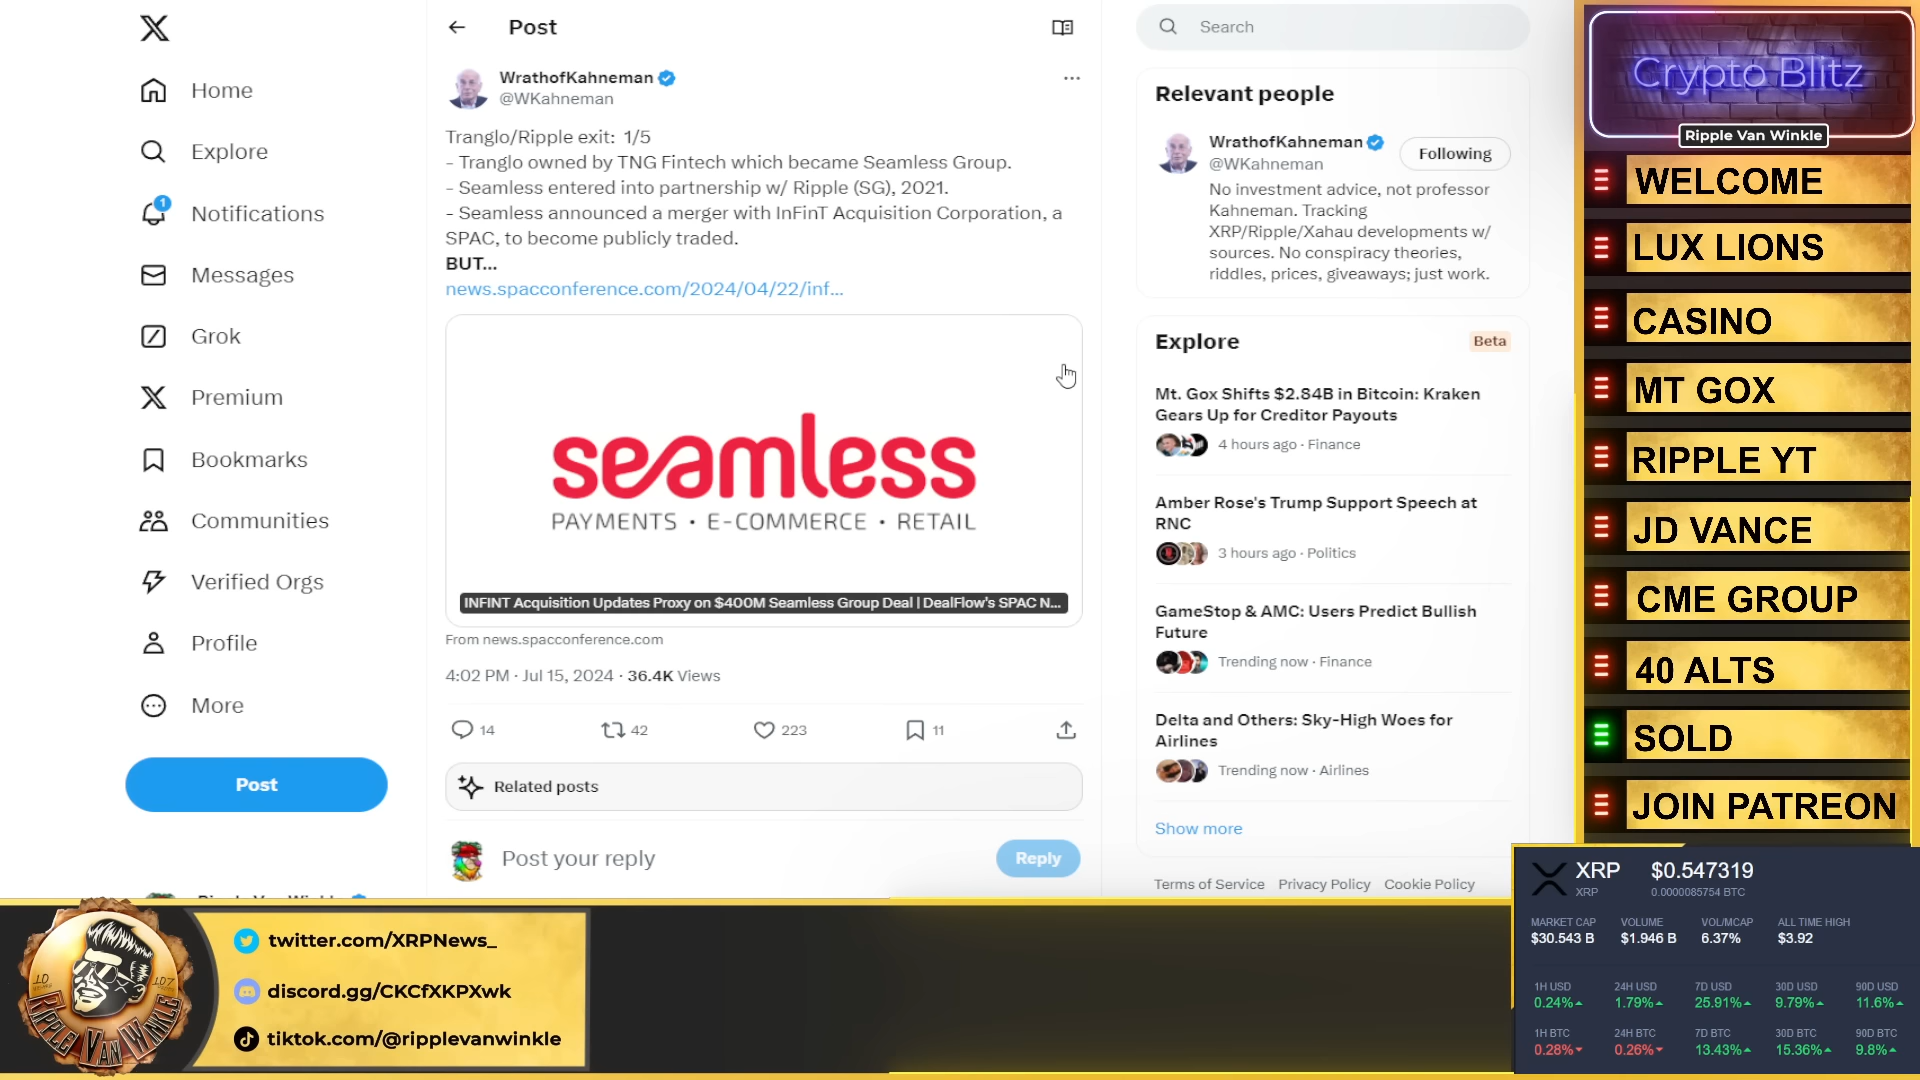 Home
Explore
1
Notifications
Messages
Grok
Premium
Bookmarks
Communities
Verified Orgs
Profile
More
Post
Post
WrathofKahneman
@WKahneman
Tranglo/Ripple exit: 1/5
- Tranglo owned by TNG Fintech which became Seamless Group.
- Seamless entered into partnership w/ Ripple (SG), 2021.
- Seamless announced a merger with InFinT Acquisition Corporation, a
SPAC, to become publicly traded.
BUT...
news.spacconference.com/2024/04/22/inf...
seamless
PAYMENTS • E-COMMERCE • RETAIL
INFINT Acquisition Updates Proxy on $400M Seamless Group Deal | DealFlow's SPAC N...
From news.spacconference.com
4:02 PM · Jul 15, 2024 · 36.4K Views
14 42 223 11
Related posts
Post your reply
Reply
Search
Relevant people
WrathofKahneman
@WKahneman
Following
No investment advice, not professor
Kahneman. Tracking
XRP/Ripple/Xahau developments w/
sources. No conspiracy theories,
riddles, prices, giveaways; just work.
Explore
Beta
Mt. Gox Shifts $2.84B in Bitcoin: Kraken
Gears Up for Creditor Payouts
4 hours ago · Finance
Amber Rose's Trump Support Speech at
RNC
3 hours ago · Politics
GameStop & AMC: Users Predict Bullish
Future
Trending now · Finance
Delta and Others: Sky-High Woes for
Airlines
Trending now · Airlines
Show more
Terms of Service Privacy Policy Cookie Policy
Crypto Blitz
Ripple Van Winkle
WELCOME
LUX LIONS
CASINO
MT GOX
RIPPLE YT
JD VANCE
CME GROUP
40 ALTS
SOLD
JOIN PATREON
XRP $0.547319
XRP 0.0000085754 BTC
MARKET CAP VOLUME VOL/MCAP ALL TIME HIGH
$30.543 B $1.946 B 6.37% $3.92
1H USD 24H USD 7D USD 30D USD 90D USD
0.24% 1.79% 25.91% 9.79% 11.6%
1H BTC 24H BTC 7D BTC 30D BTC 90D BTC
0.28% 0.26% 13.43% 15.36% 9.8%
RIPPLE VAN WINKLE
twitter.com/XRPNews_
discord.gg/CKCfXKPXwk
tiktok.com/@ripplevanwinkle